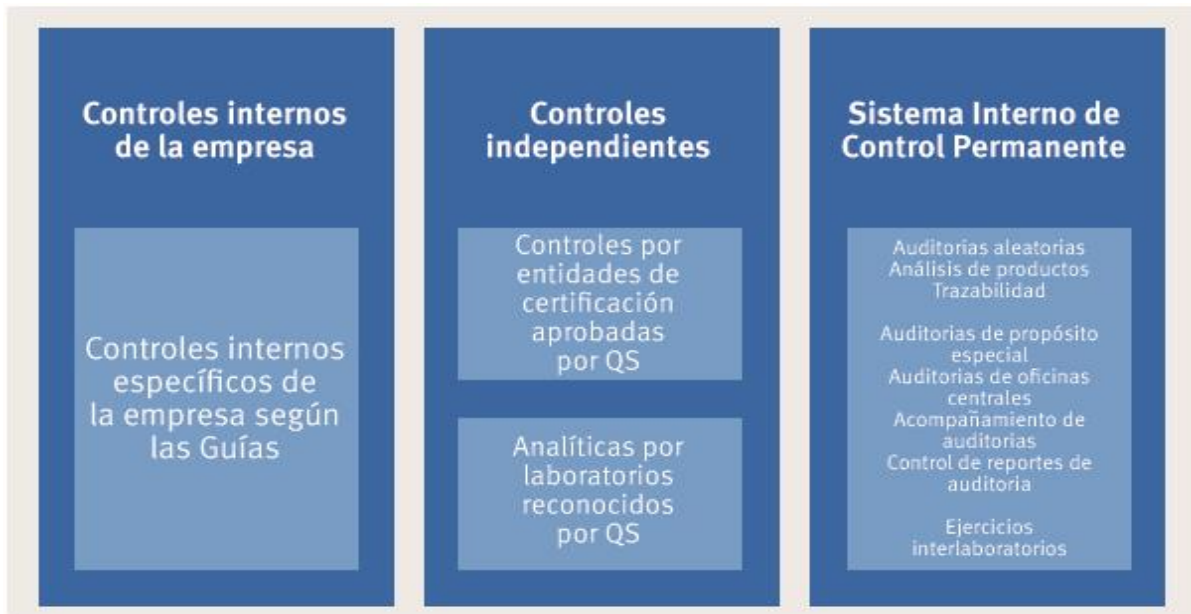 Controles internos
de la empresa
Controles internos
específicos de
la empresa según
las Guías
Controles
independientes
Controles por
entidades de
certificación
aprobadas
por QS
Analíticas por
laboratorios
reconocidos
por QS
Sistema Interno de
Control Permanente
Auditorias aleatorias
Análisis de productos
Trazabilidad
Auditorias de propósito
especial
Auditorias de oficinas
centrales
Acompañamiento de
auditorias
Control de reportes de
auditoria
Ejercicios
interlaboratorios